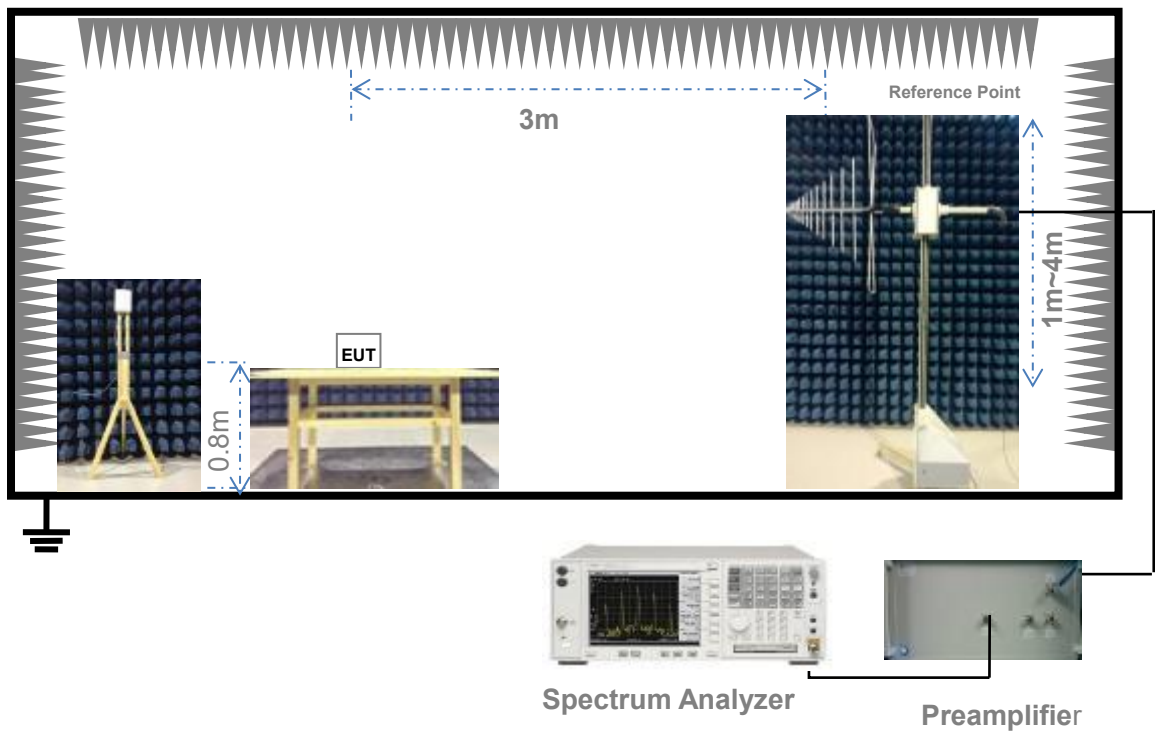 Reference Point
3m
1m~4m
EUT
0.8m
Spectrum Analyzer
Preamplifier